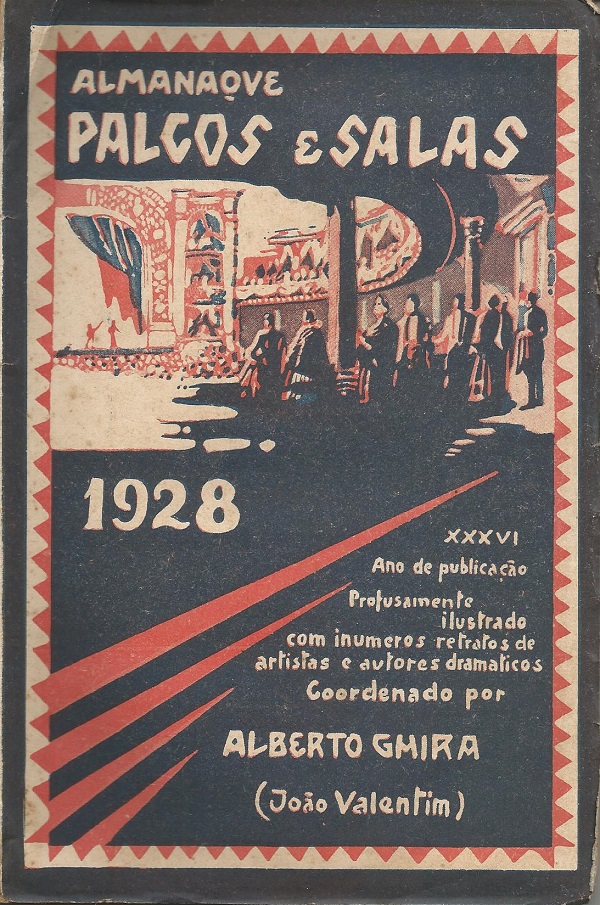 ALMANAQUE
PALCOS & SALAS
1928
XXXVI
Ano de publicação
Profusamente
ilustrado
com inumeros retratos de
artistas e autores dramaticos
Coordenado por
ALBERTO GHIRA
(João Valentim)